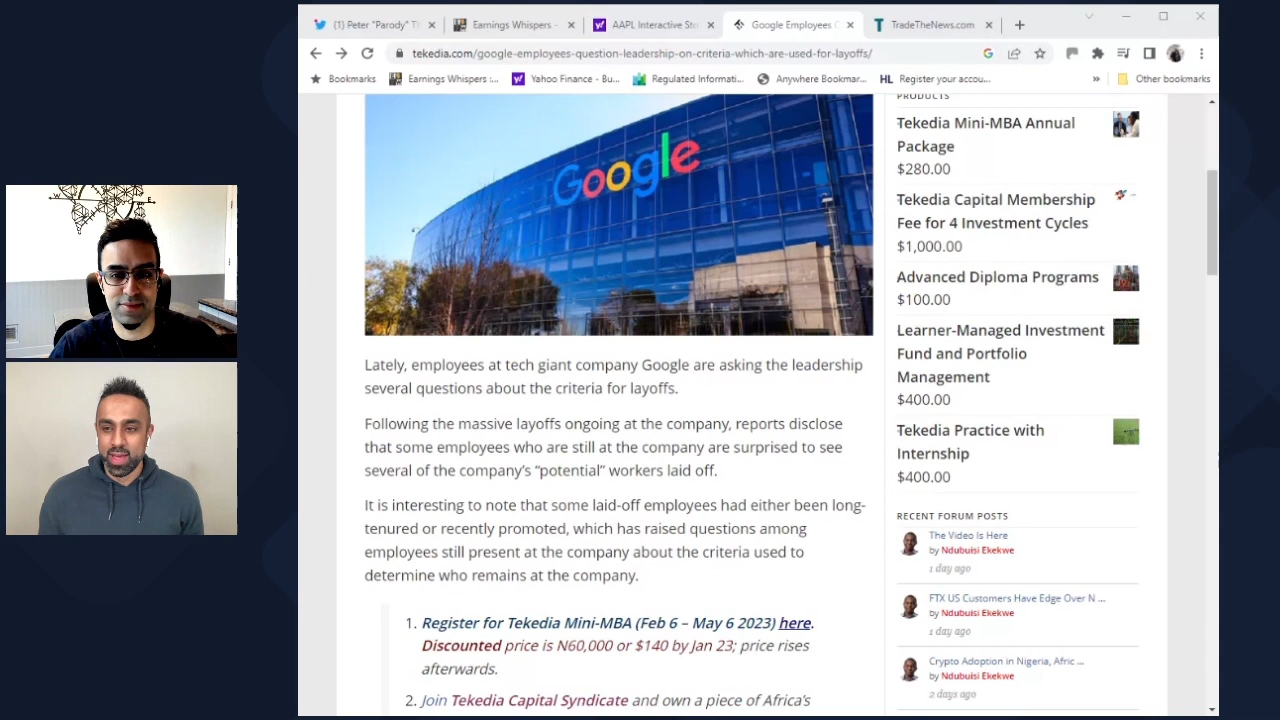 (1) Peter "Parody" T
Earnings Whispers -
AAPL Interactive Sto
Google Employees Q
TradeTheNews.com
tekedia.com/google-employees-question-leadership-on-criteria-which-are-used-for-layoffs/
Bookmarks
Earnings Whispers :...
Yahoo Finance - Bu...
Regulated Informati...
Anywhere Bookmar...
HL Register your accou...
»
Other bookmarks
PRODUCTS
Google
Tekedia Mini-MBA Annual
Package
$280.00
Tekedia Capital Membership
Fee for 4 Investment Cycles
$1,000.00
Advanced Diploma Programs
$100.00
Learner-Managed Investment
Fund and Portfolio
Management
$400.00
Tekedia Practice with
Internship
$400.00
RECENT FORUM POSTS
The Video Is Here
by Ndubuisi Ekekwe
1 day ago
FTX US Customers Have Edge Over N ...
by Ndubuisi Ekekwe
1 day ago
Crypto Adoption in Nigeria, Afric ...
by Ndubuisi Ekekwe
2 days ago
Lately, employees at tech giant company Google are asking the leadership
several questions about the criteria for layoffs.
Following the massive layoffs ongoing at the company, reports disclose
that some employees who are still at the company are surprised to see
several of the company's “potential” workers laid off.
It is interesting to note that some laid-off employees had either been long-
tenured or recently promoted, which has raised questions among
employees still present at the company about the criteria used to
determine who remains at the company.
1. Register for Tekedia Mini-MBA (Feb 6 – May 6 2023) here.
Discounted price is N60,000 or $140 by Jan 23; price rises
afterwards.
2. Join Tekedia Capital Syndicate and own a piece of Africa's